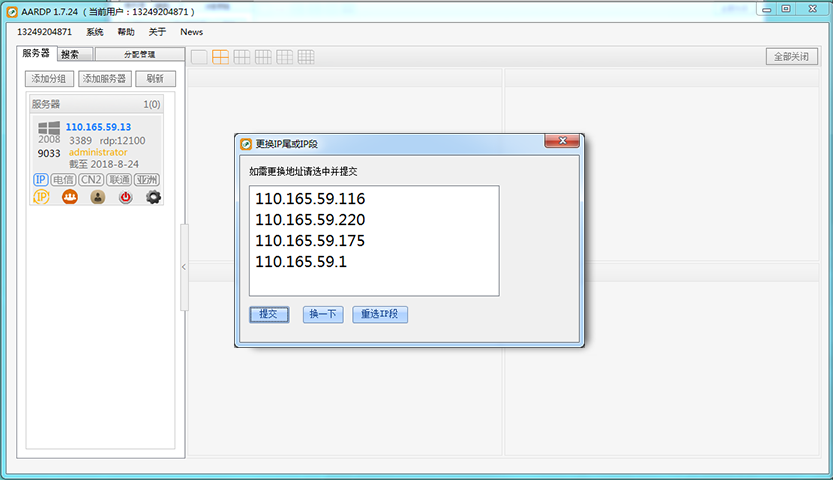 AARDP 1.7.24 ( 当前用户：13249204871 )
13249204871 系统 帮助 关于 News
服务器 搜索 分配管理
全部关闭
添加分组 添加服务器 刷新
服务器 1(0)
110.165.59.13
2008 3389 rdp:12100
9033 administrator
截至 2018-8-24
IP 电信 CN2 联通 亚洲
IP
更换IP尾或IP段
如需更换地址请选中并提交
110.165.59.116
110.165.59.220
110.165.59.175
110.165.59.1
提交 换一下 重选IP段